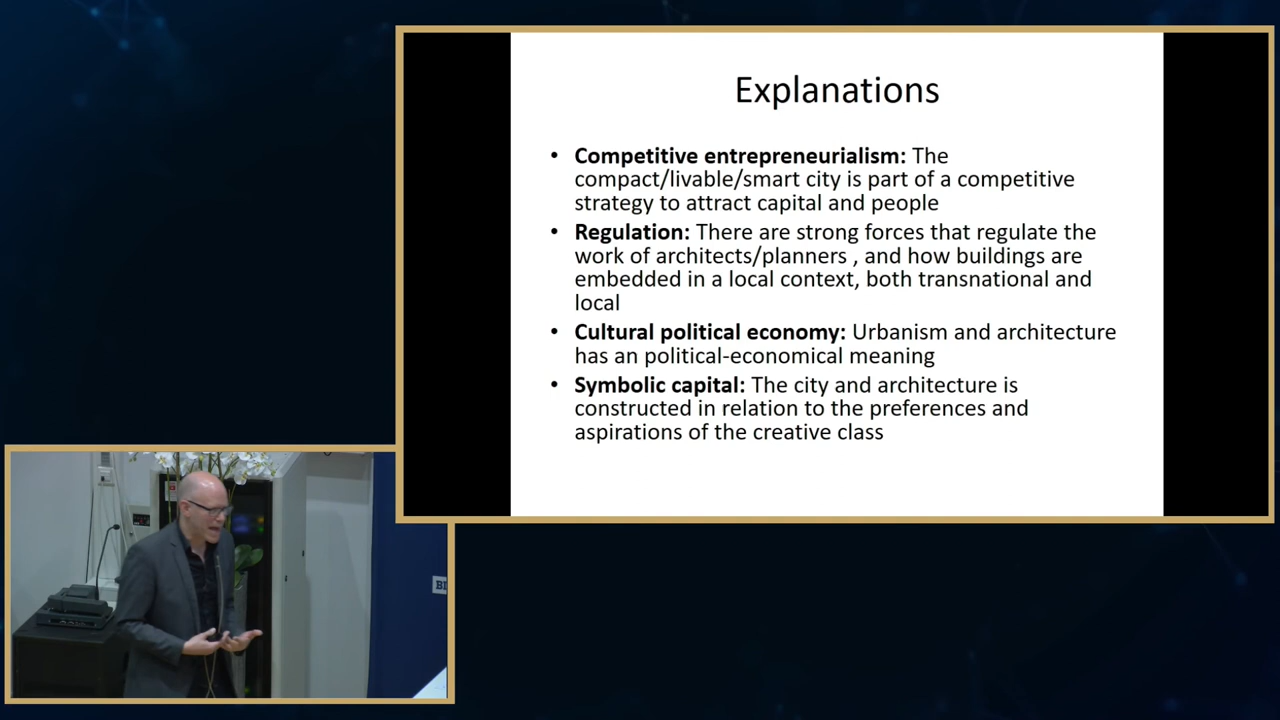 Explanations
• Competitive entrepreneurialism: The
compact/livable/smart city is part of a competitive
strategy to attract capital and people
• Regulation: There are strong forces that regulate the
work of architects/planners , and how buildings are
embedded in a local context, both transnational and
local
• Cultural political economy: Urbanism and architecture
has an political-economical meaning
• Symbolic capital: The city and architecture is
constructed in relation to the preferences and
aspirations of the creative class